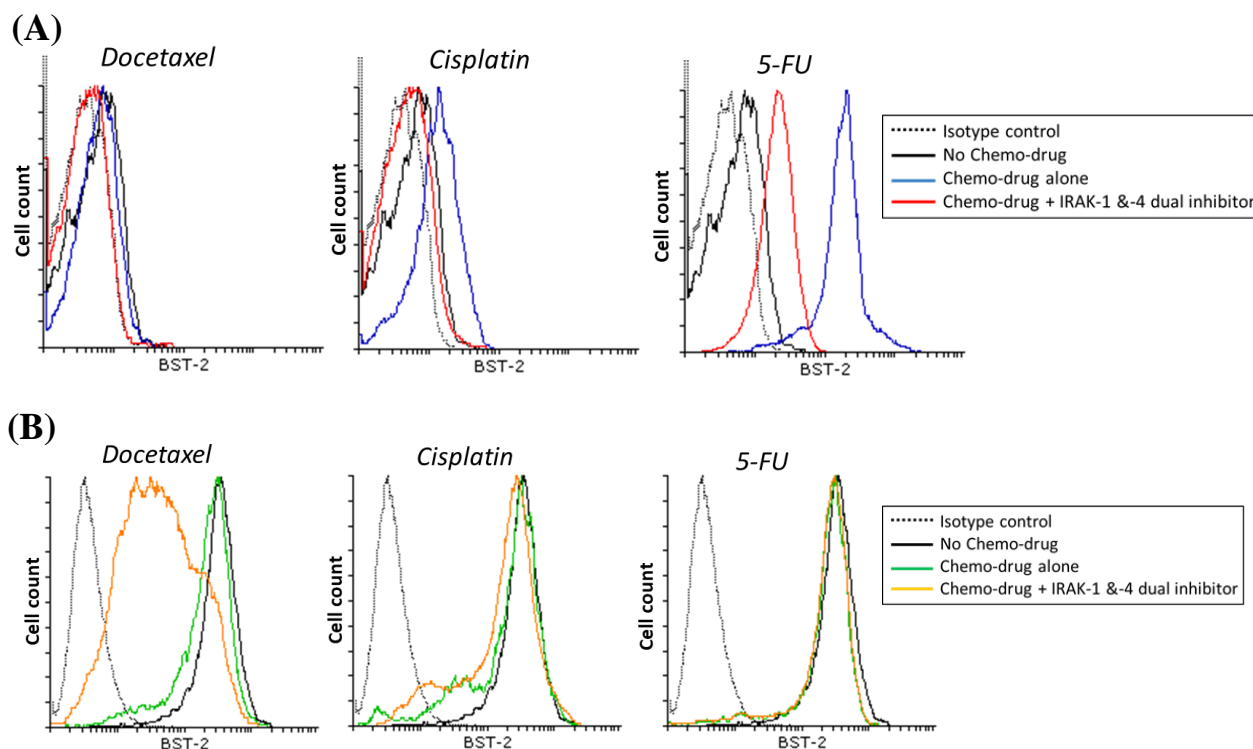 (A)
Docetaxel
Cisplatin
5-FU
Cell count
Cell count
Cell count
BST-2
BST-2
BST-2
Isotype control
No Chemo-drug
Chemo-drug alone
Chemo-drug + IRAK-1 &-4 dual inhibitor
(B)
Docetaxel
Cisplatin
5-FU
Cell count
Cell count
Cell count
BST-2
BST-2
BST-2
Isotype control
No Chemo-drug
Chemo-drug alone
Chemo-drug + IRAK-1 &-4 dual inhibitor